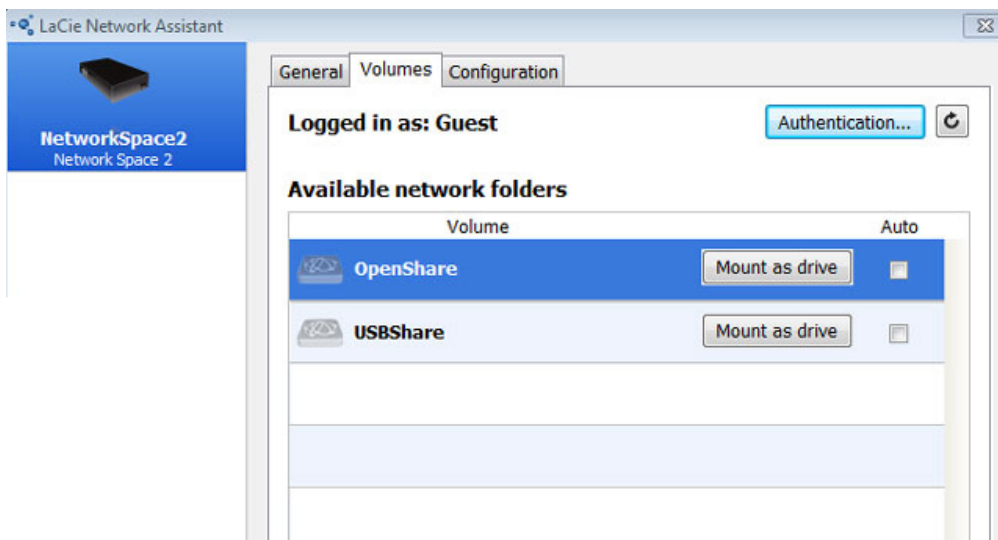 LaCie Network Assistant
NetworkSpace2
Network Space 2
General Volumes Configuration
Logged in as: Guest Authentication...
Available network folders
Volume Auto
OpenShare Mount as drive
USBShare Mount as drive